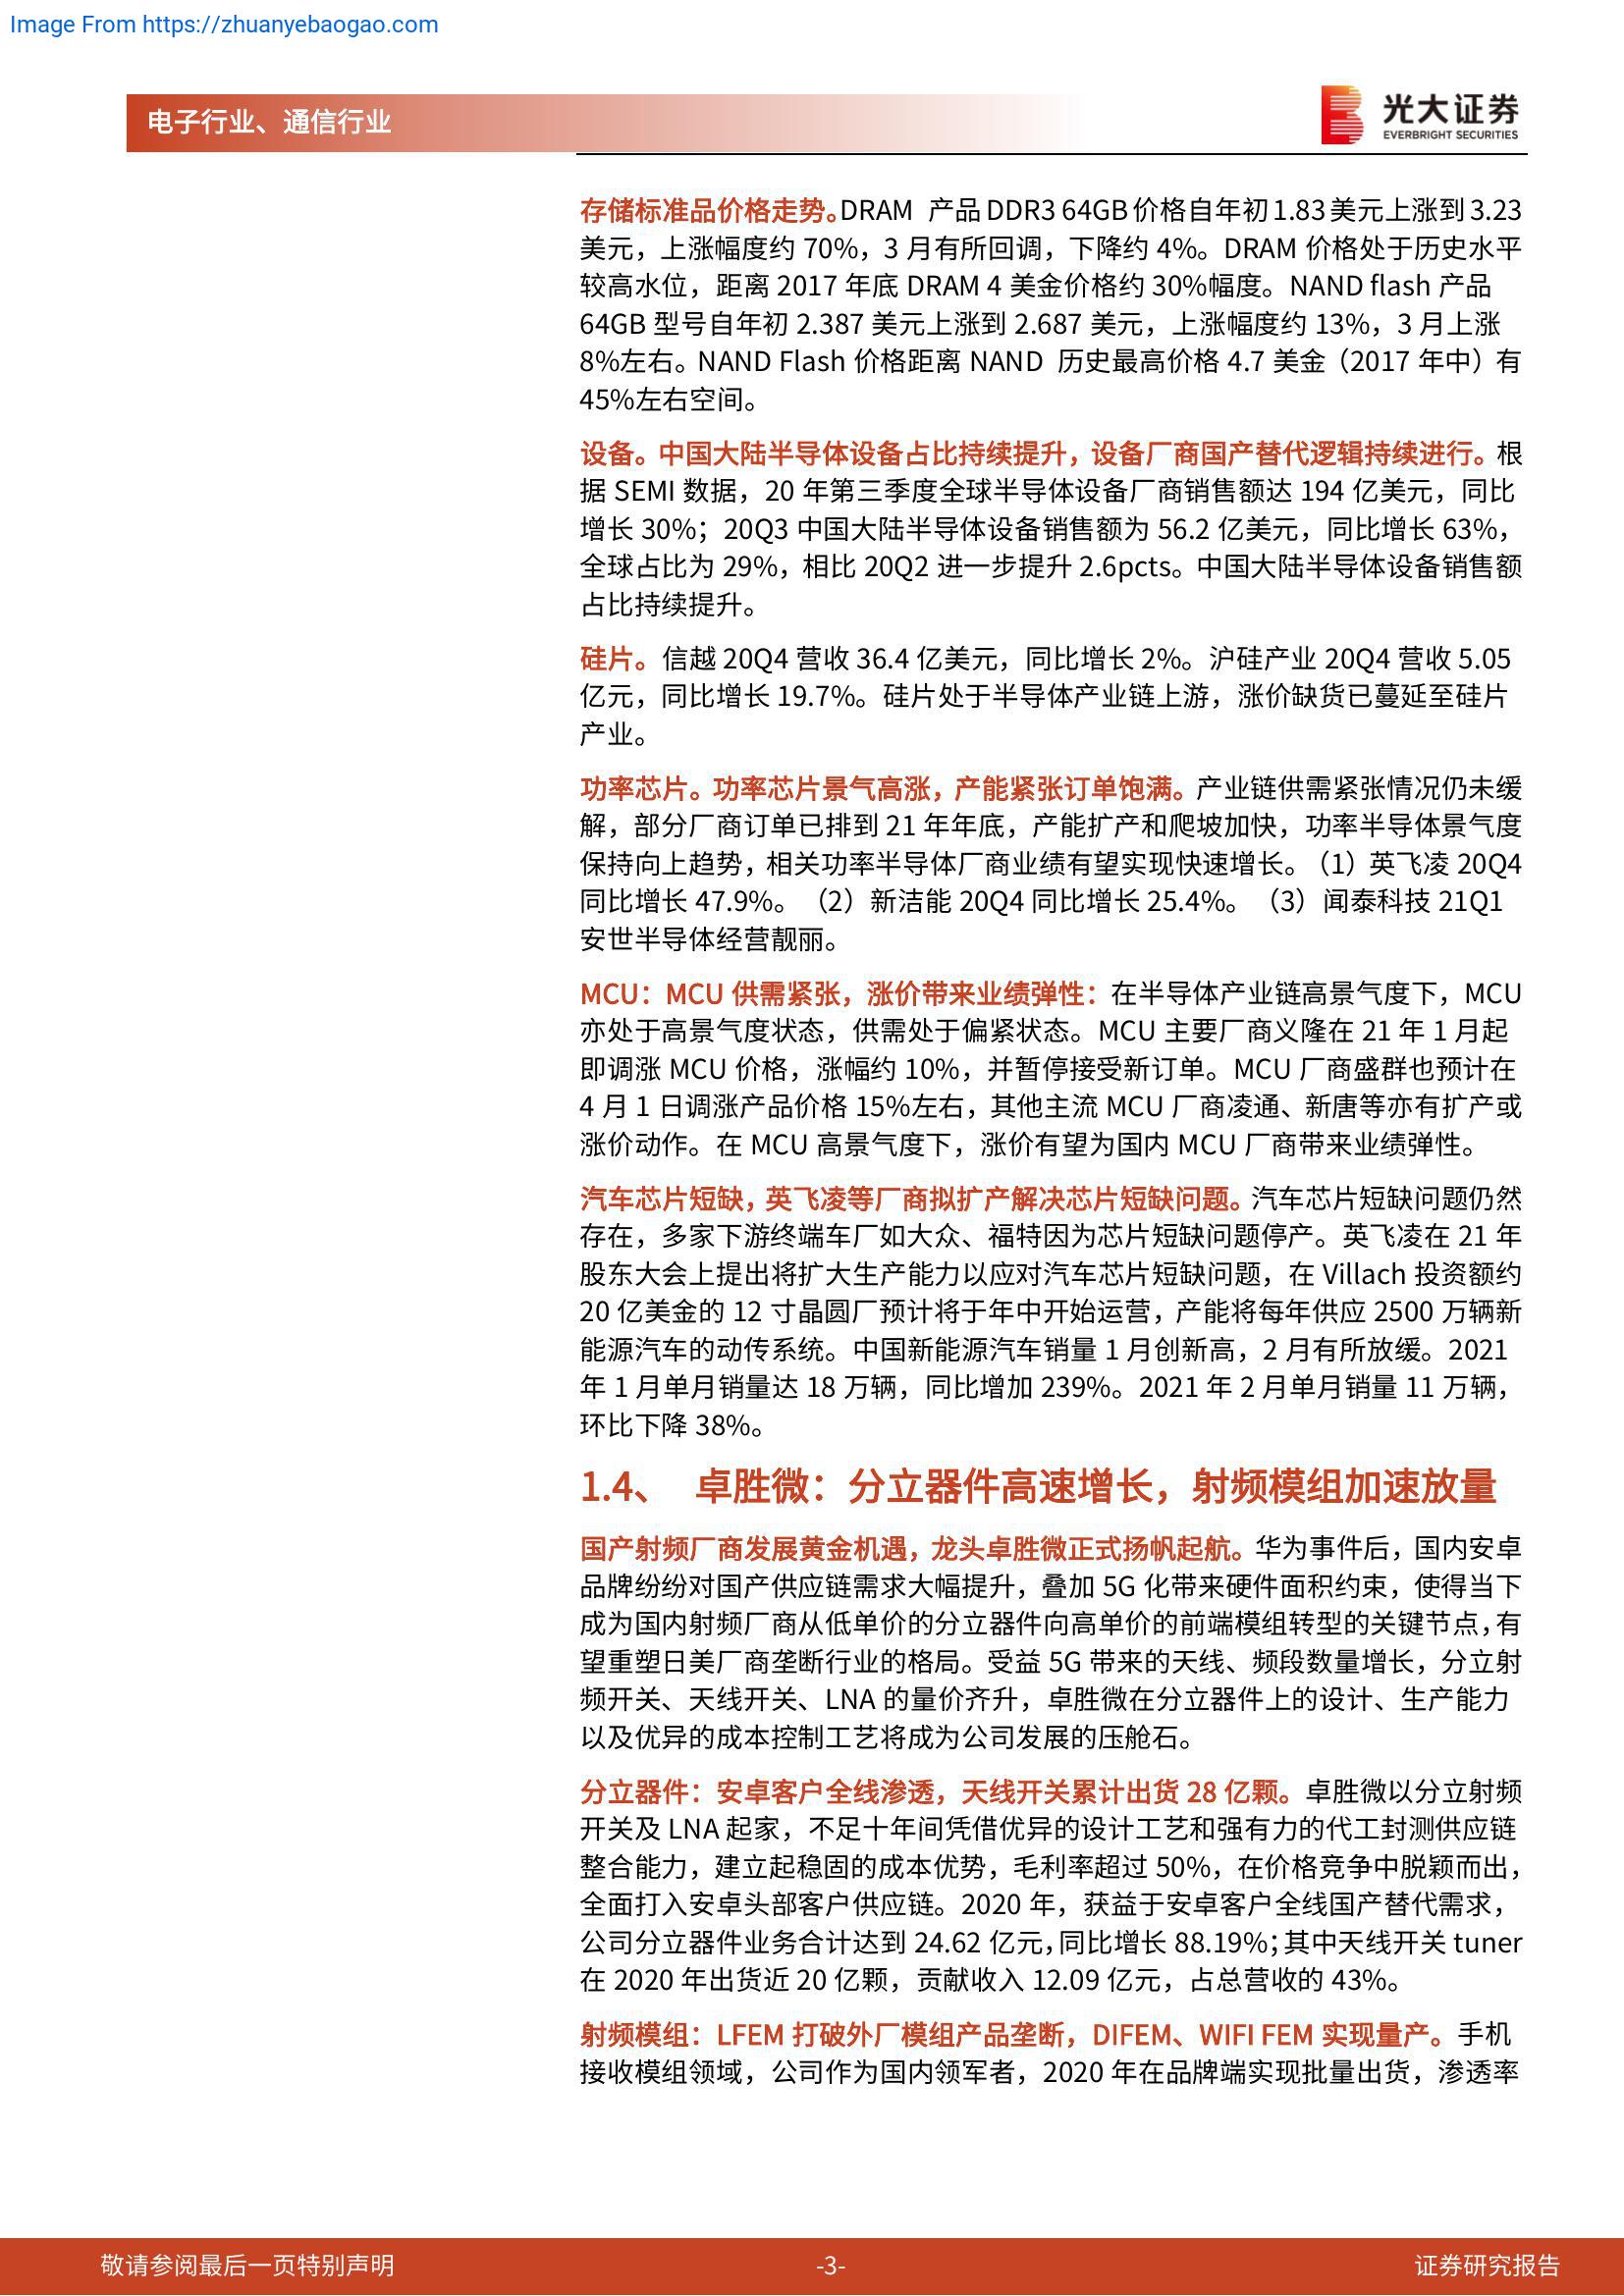 Image From https://zhuanyebaogao.com
电子行业、通信行业
光大证券
EVERBRIGHT SECURITIES
存储标准品价格走势。DRAM 产品 DDR3 64GB 价格自年初 1.83 美元上涨到 3.23
美元，上涨幅度约 70%，3 月有所回调，下降约 4%。DRAM 价格处于历史水平
较高水位，距离 2017 年底 DRAM 4 美金价格约 30%幅度。NAND flash 产品
64GB 型号自年初 2.387 美元上涨到 2.687 美元，上涨幅度约 13%，3 月上涨
8%左右。NAND Flash 价格距离 NAND 历史最高价格 4.7 美金（2017 年中）有
45%左右空间。
设备。中国大陆半导体设备占比持续提升，设备厂商国产替代逻辑持续进行。根
据 SEMI 数据，20 年第三季度全球半导体设备厂商销售额达 194 亿美元，同比
增长 30%；20Q3 中国大陆半导体设备销售额为 56.2 亿美元，同比增长 63%，
全球占比为 29%，相比 20Q2 进一步提升 2.6pcts。中国大陆半导体设备销售额
占比持续提升。
硅片。信越 20Q4 营收 36.4 亿美元，同比增长 2%。沪硅产业 20Q4 营收 5.05
亿元，同比增长 19.7%。硅片处于半导体产业链上游，涨价缺货已蔓延至硅片
产业。
功率芯片。功率芯片景气高涨，产能紧张订单饱满。产业链供需紧张情况仍未缓
解，部分厂商订单已排到 21 年年底，产能扩产和爬坡加快，功率半导体景气度
保持向上趋势，相关功率半导体厂商业绩有望实现快速增长。（1）英飞凌 20Q4
同比增长 47.9%。（2）新洁能 20Q4 同比增长 25.4%。（3）闻泰科技 21Q1
安世半导体经营靓丽。
MCU：MCU 供需紧张，涨价带来业绩弹性：在半导体产业链高景气度下，MCU
亦处于高景气度状态，供需处于偏紧状态。MCU 主要厂商义隆在 21 年 1 月起
即调涨 MCU 价格，涨幅约 10%，并暂停接受新订单。MCU 厂商盛群也预计在
4 月 1 日调涨产品价格 15%左右，其他主流 MCU 厂商凌通、新唐等亦有扩产或
涨价动作。在 MCU 高景气度下，涨价有望为国内 MCU 厂商带来业绩弹性。
汽车芯片短缺，英飞凌等厂商拟扩产解决芯片短缺问题。汽车芯片短缺问题仍然
存在，多家下游终端车厂如大众、福特因为芯片短缺问题停产。英飞凌在 21 年
股东大会上提出将扩大生产能力以应对汽车芯片短缺问题，在 Villach 投资额约
20 亿美金的 12 寸晶圆厂预计将于年中开始运营，产能将每年供应 2500 万辆新
能源汽车的动传系统。中国新能源汽车销量 1 月创新高，2 月有所放缓。2021
年 1 月单月销量达 18 万辆，同比增加 239%。2021 年 2 月单月销量 11 万辆，
环比下降 38%。
1.4、 卓胜微：分立器件高速增长，射频模组加速放量
国产射频厂商发展黄金机遇，龙头卓胜微正式扬帆起航。华为事件后，国内安卓
品牌纷纷对国产供应链需求大幅提升，叠加 5G 化带来硬件面积约束，使得当下
成为国内射频厂商从低单价的分立器件向高单价的前端模组转型的关键节点，有
望重塑日美厂商垄断行业的格局。受益 5G 带来的天线、频段数量增长，分立射
频开关、天线开关、LNA 的量价齐升，卓胜微在分立器件上的设计、生产能力
以及优异的成本控制工艺将成为公司发展的压舱石。
分立器件：安卓客户全线渗透，天线开关累计出货 28 亿颗。卓胜微以分立射频
开关及 LNA 起家，不足十年间凭借优异的设计工艺和强有力的代工封测供应链
整合能力，建立起稳固的成本优势，毛利率超过 50%，在价格竞争中脱颖而出，
全面打入安卓头部客户供应链。2020 年，获益于安卓客户全线国产替代需求，
公司分立器件业务合计达到 24.62 亿元，同比增长 88.19%；其中天线开关 tuner
在 2020 年出货近 20 亿颗，贡献收入 12.09 亿元，占总营收的 43%。
射频模组：LFEM 打破外厂模组产品垄断，DIFEM、WIFI FEM 实现量产。手机
接收模组领域，公司作为国内领军者，2020 年在品牌端实现批量出货，渗透率
敬请参阅最后一页特别声明
-3-
证券研究报告